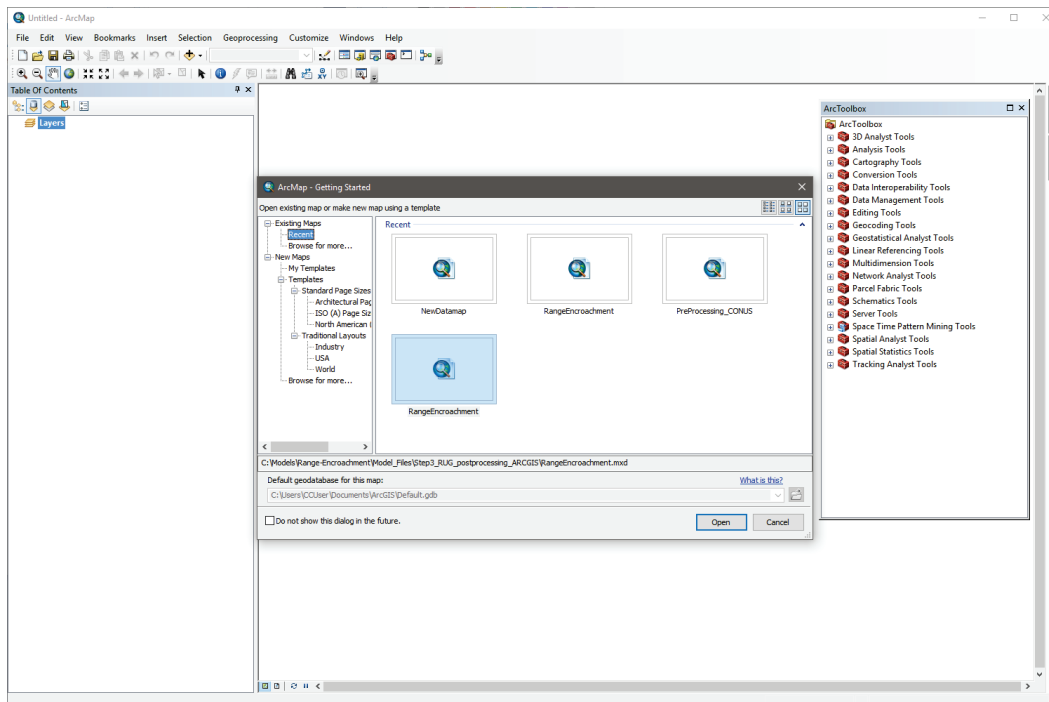 Untitled - ArcMap
File Edit View Bookmarks Insert Selection Geoprocessing Customize Windows Help
Table Of Contents
Layers
ArcToolbox
ArcToolbox
3D Analyst Tools
Analysis Tools
Cartography Tools
Conversion Tools
Data Interoperability Tools
Data Management Tools
Editing Tools
Geocoding Tools
Geostatistical Analyst Tools
Linear Referencing Tools
Multidimension Tools
Network Analyst Tools
Parcel Fabric Tools
Schematics Tools
Server Tools
Space Time Pattern Mining Tools
Spatial Analyst Tools
Spatial Statistics Tools
Tracking Analyst Tools
ArcMap - Getting Started
Open existing map or make new map using a template
Existing Maps
Recent
Browse for more...
New Maps
My Templates
Templates
Standard Page Sizes
Architectural Pag
ISO (A) Page Siz
North American
Traditional Layouts
Industry
USA
World
Browse for more...
Recent
NewDatamap
RangeEncroachment
PreProcessing_CONUS
RangeEncroachment
C:\Models\Range-Encroachment\Model_Files\Step3_RUG_postprocessing_ARCGIS\RangeEncroachment.mxd
Default geodatabase for this map:
What is this?
C:\Users\CCUser\Documents\ArcGIS\Default.gdb
Do not show this dialog in the future.
Open
Cancel